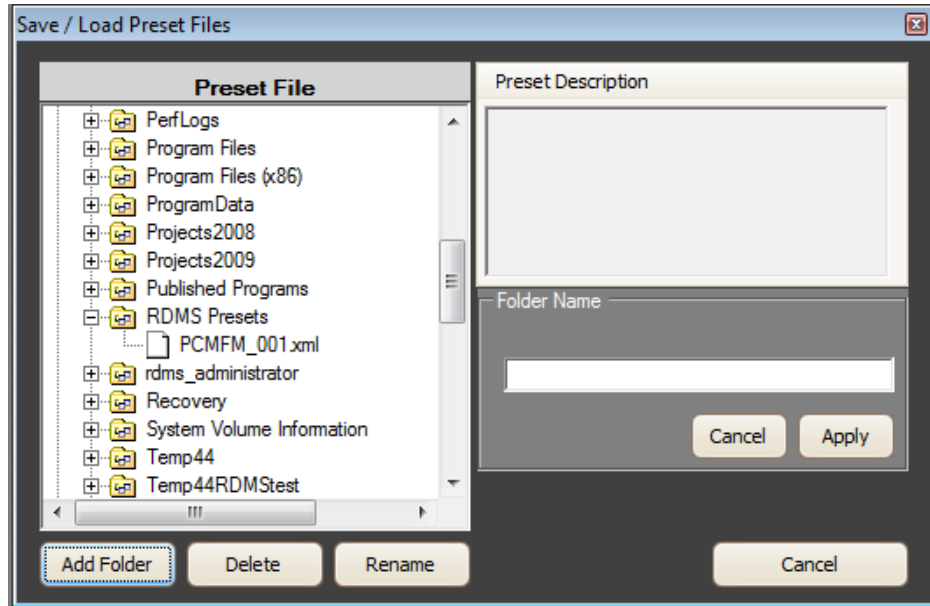 Save / Load Preset Files
Preset File
PerfLogs
Program Files
Program Files (x86)
ProgramData
Projects2008
Projects2009
Published Programs
RDMS Presets
PCMFM_001.xml
rdms_administrator
Recovery
System Volume Information
Temp44
Temp44RDMStest
Preset Description
Folder Name
Cancel
Apply
Add Folder
Delete
Rename
Cancel